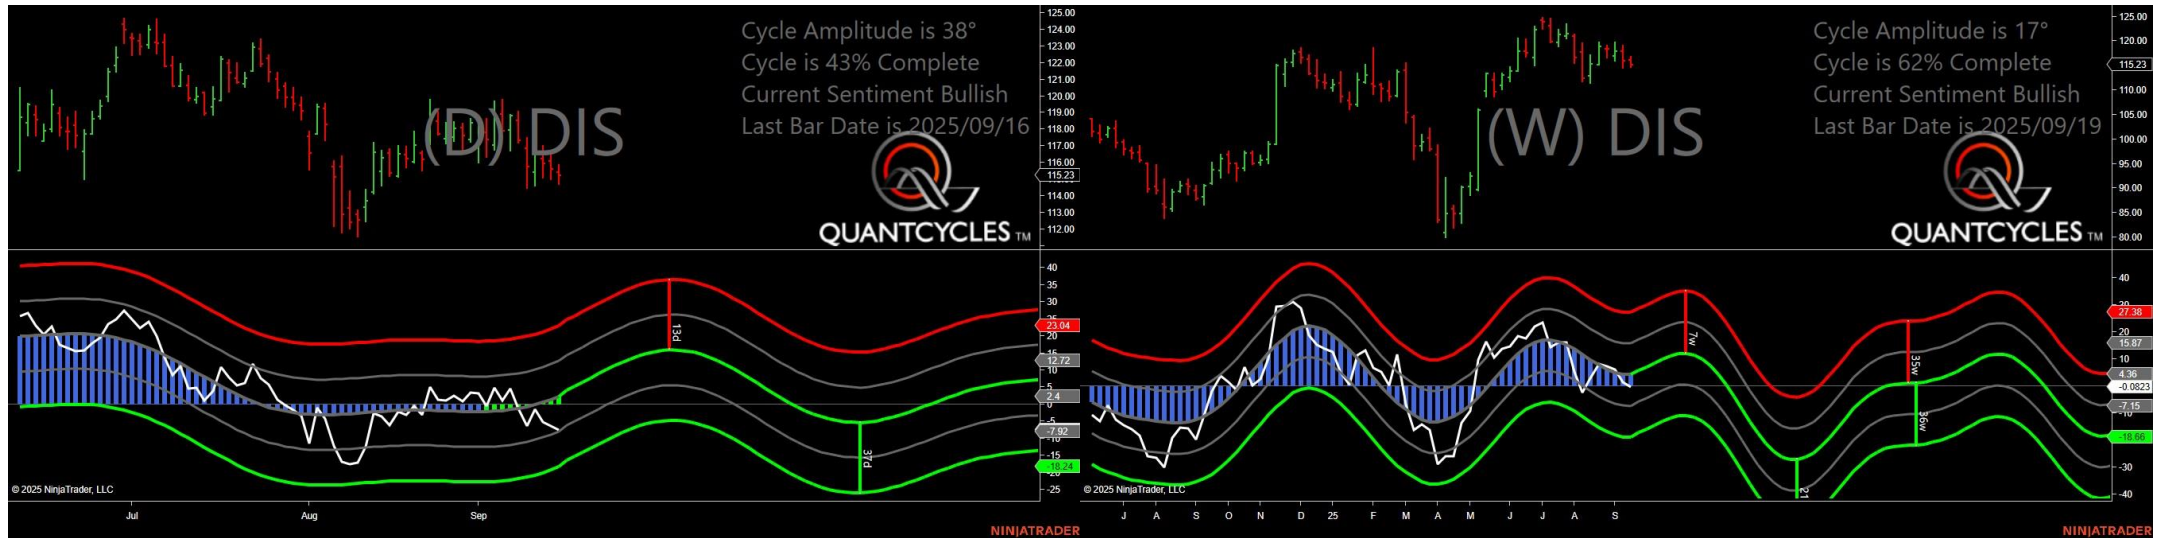 Cycle Amplitude is 38°
Cycle is 43% Complete
Current Sentiment Bullish
Last Bar Date is 2025/09/16
(D) DIS
QUANTCYCLES TM
125.00
124.00
123.00
122.00
121.00
120.00
119.00
118.00
117.00
116.00
115.23
114.00
113.00
112.00
40
35
30
25
23.04
20
15
12.72
10
5
2.4
0
-5
-7.92
-10
-15
-18.24
-20
-25
13d
37d
© 2025 NinjaTrader, LLC
Jul Aug Sep
NINJATRADER
Cycle Amplitude is 17°
Cycle is 62% Complete
Current Sentiment Bullish
Last Bar Date is 2025/09/19
(W) DIS
QUANTCYCLES TM
125.00
120.00
115.23
110.00
105.00
100.00
95.00
90.00
85.00
80.00
40
27.38
20
15.87
10
4.36
-0.0823
-7.15
-10
-18.66
-30
-40
7w
35w
36w
21
© 2025 NinjaTrader, LLC
J A S O N D 25 F M A M J J A S
NINJATRADER